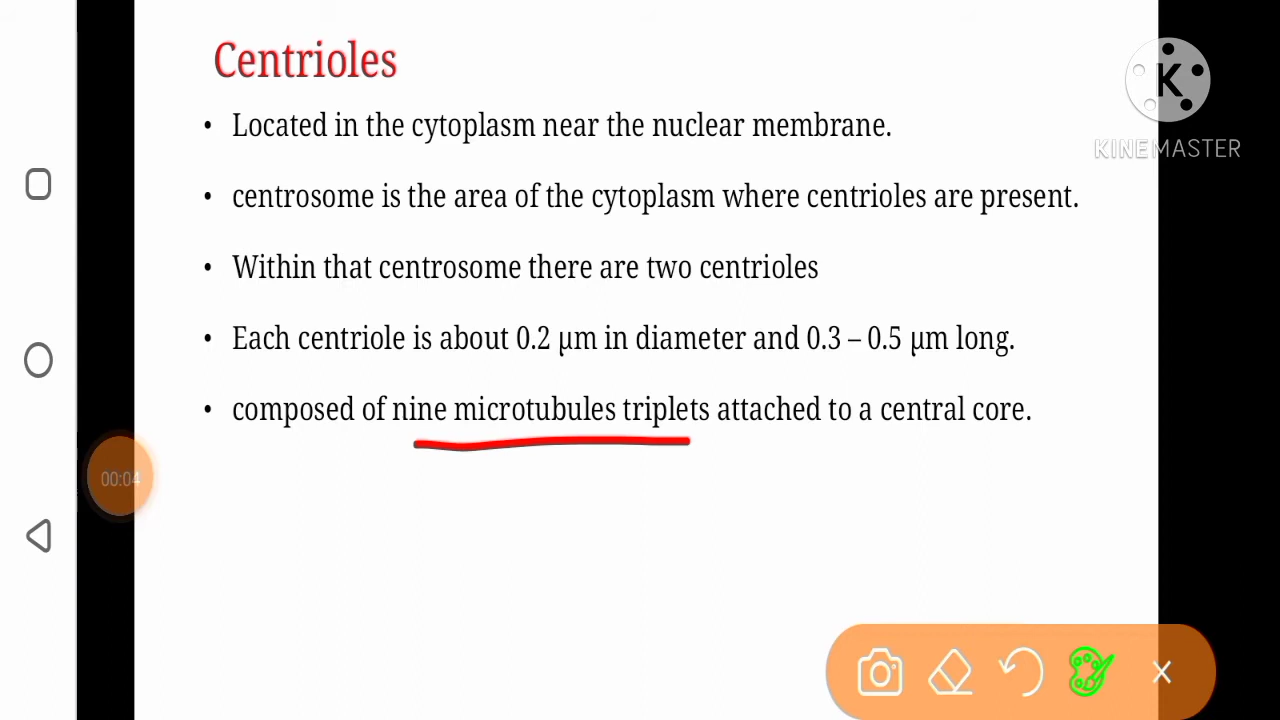 Centrioles
K
KINEMASTER
• Located in the cytoplasm near the nuclear membrane.
• centrosome is the area of the cytoplasm where centrioles are present.
• Within that centrosome there are two centrioles
• Each centriole is about 0.2 μm in diameter and 0.3 – 0.5 μm long.
• composed of nine microtubules triplets attached to a central core.
00:04